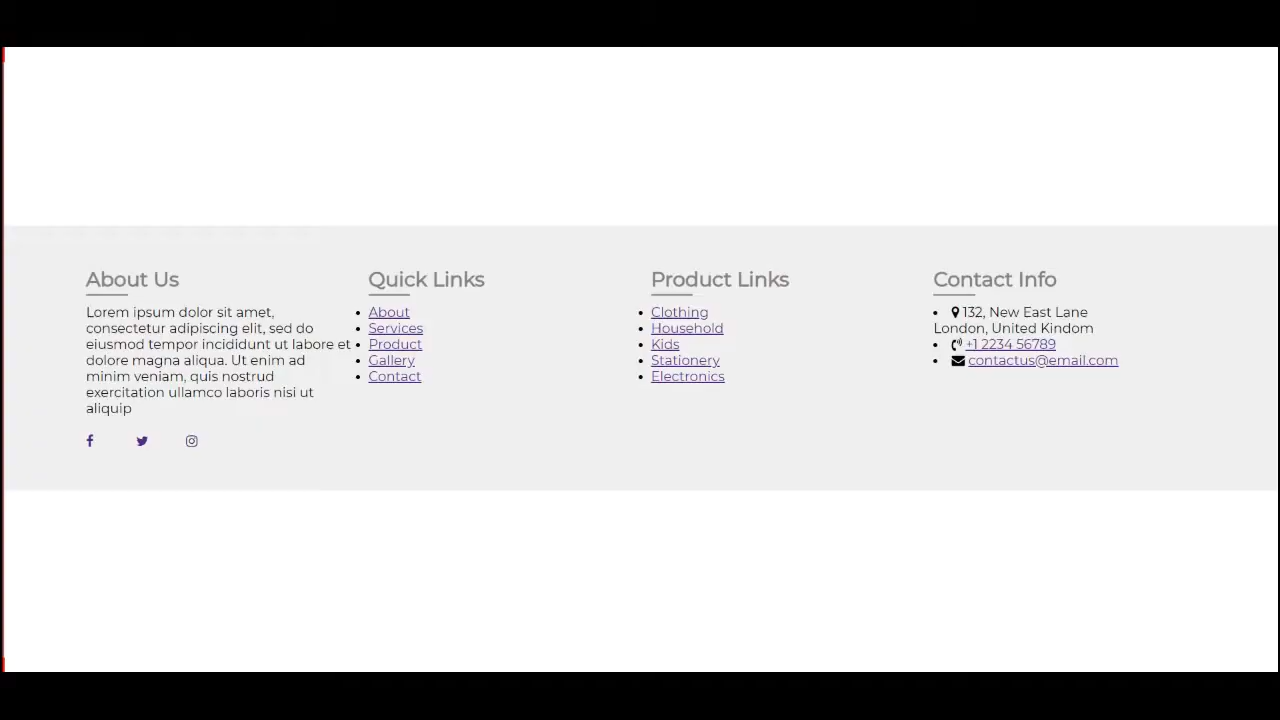 About Us
Lorem ipsum dolor sit amet,
consectetur adipiscing elit, sed do
eiusmod tempor incididunt ut labore et
dolore magna aliqua. Ut enim ad
minim veniam, quis nostrud
exercitation ullamco laboris nisi ut
aliquip
Quick Links
About
Services
Product
Gallery
Contact
Product Links
Clothing
Household
Kids
Stationery
Electronics
Contact Info
132, New East Lane
London, United Kindom
+1 2234 56789
contactus@email.com